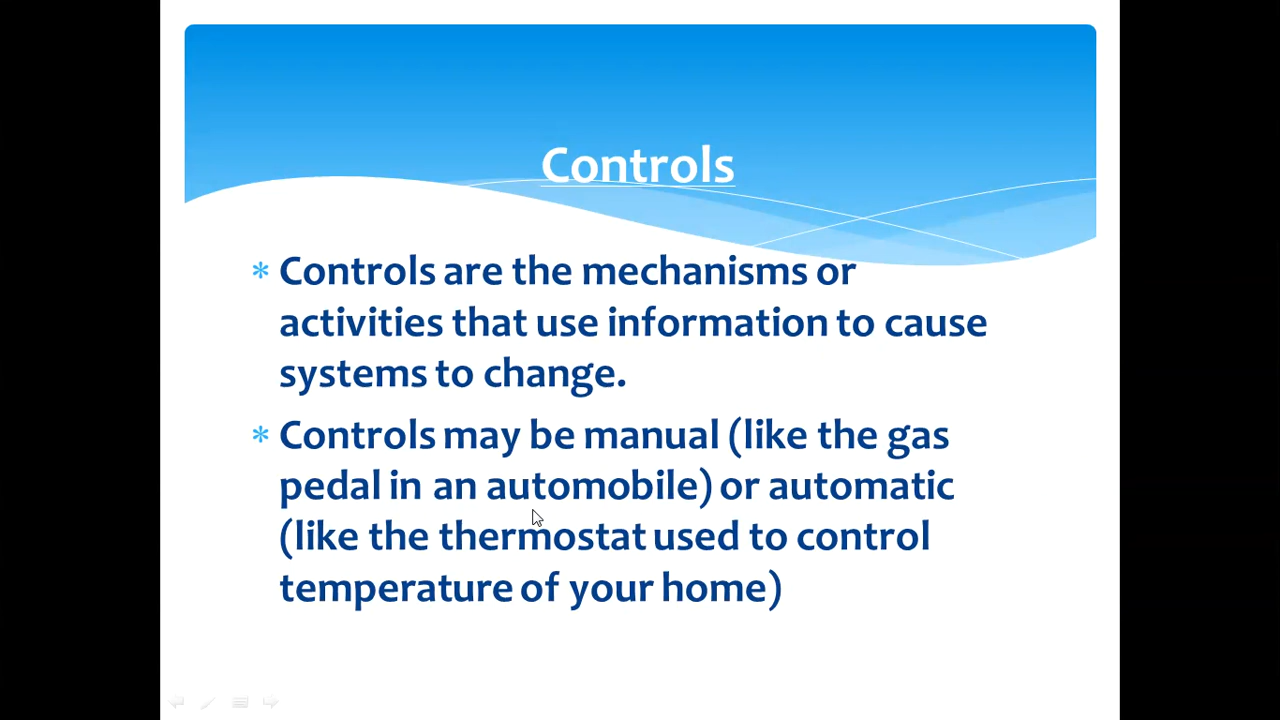 Controls
* Controls are the mechanisms or
activities that use information to cause
systems to change.
* Controls may be manual (like the gas
pedal in an automobile) or automatic
(like the thermostat used to control
temperature of your home)